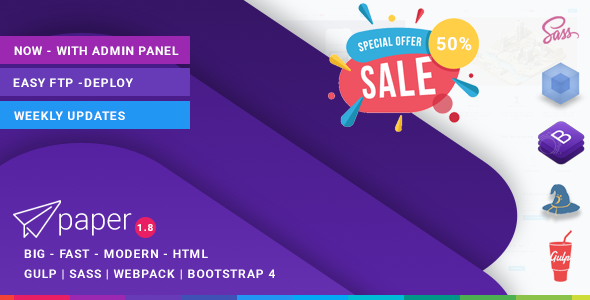 NOW - WITH ADMIN PANEL
EASY FTP -DEPLOY
WEEKLY UPDATES
SPECIAL OFFER
50%
SALE
Sass
B
Gulp
paper 1.8
BIG - FAST - MODERN - HTML
GULP | SASS | WEBPACK | BOOTSTRAP 4